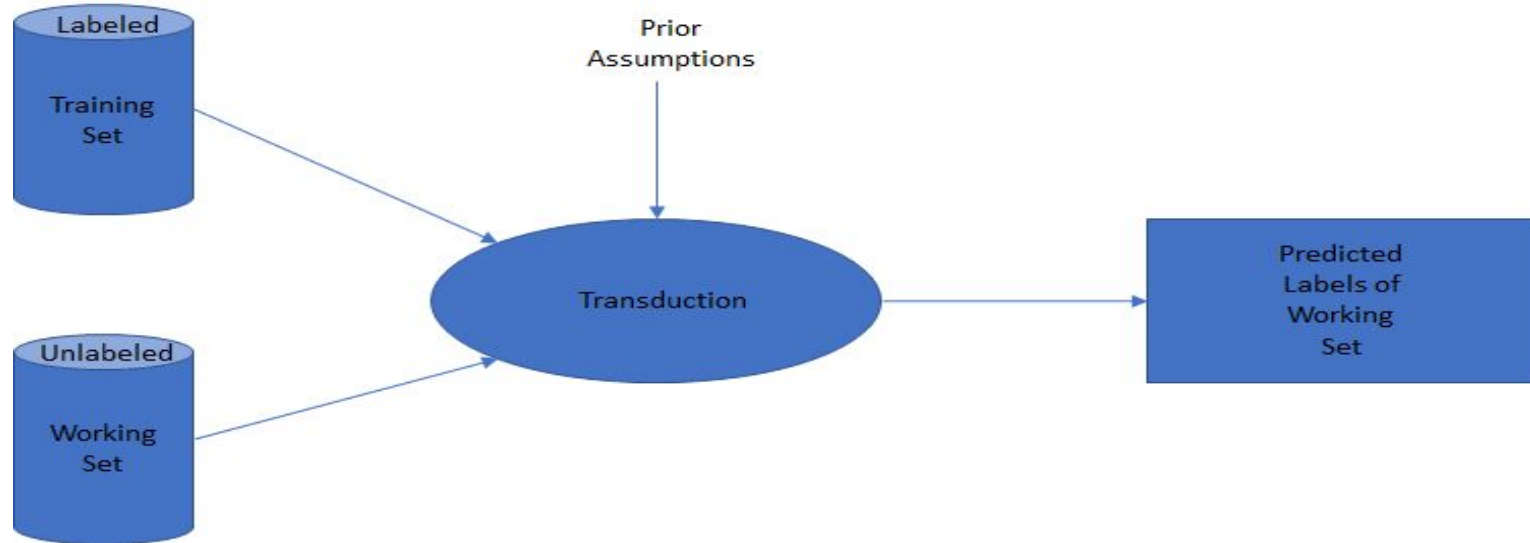 Labeled
Training
Set
Prior
Assumptions
Transduction
Unlabeled
Working
Set
Predicted
Labels of
Working
Set